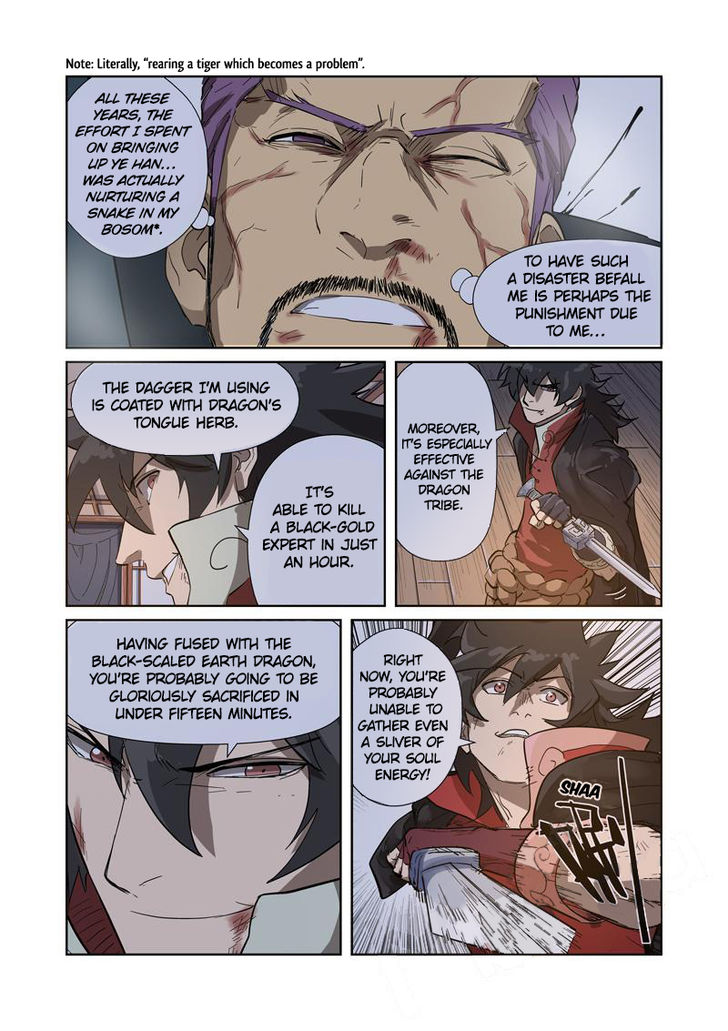 Note: Literally, "rearing a tiger which becomes a problem".
ALL THESE
YEARS, THE
EFFORT I SPENT
ON BRINGING
UP YE HAN...
WAS ACTUALLY
NURTURING A
SNAKE IN MY
BOSOM*.
TO HAVE SUCH
A DISASTER BEFALL
ME IS PERHAPS THE
PUNISHMENT DUE
TO ME...
THE DAGGER I'M USING
IS COATED WITH DRAGON'S
TONGUE HERB.
IT'S
ABLE TO KILL
A BLACK-GOLD
EXPERT IN JUST
AN HOUR.
MOREOVER,
IT'S ESPECIALLY
EFFECTIVE
AGAINST THE
DRAGON
TRIBE.
HAVING FUSED WITH THE
BLACK-SCALED EARTH DRAGON,
YOU'RE PROBABLY GOING TO BE
GLORIOUSLY SACRIFICED IN
UNDER FIFTEEN MINUTES.
RIGHT
NOW, YOU'RE
PROBABLY
UNABLE TO
GATHER EVEN
A SLIVER OF
YOUR SOUL
ENERGY!
SHAA